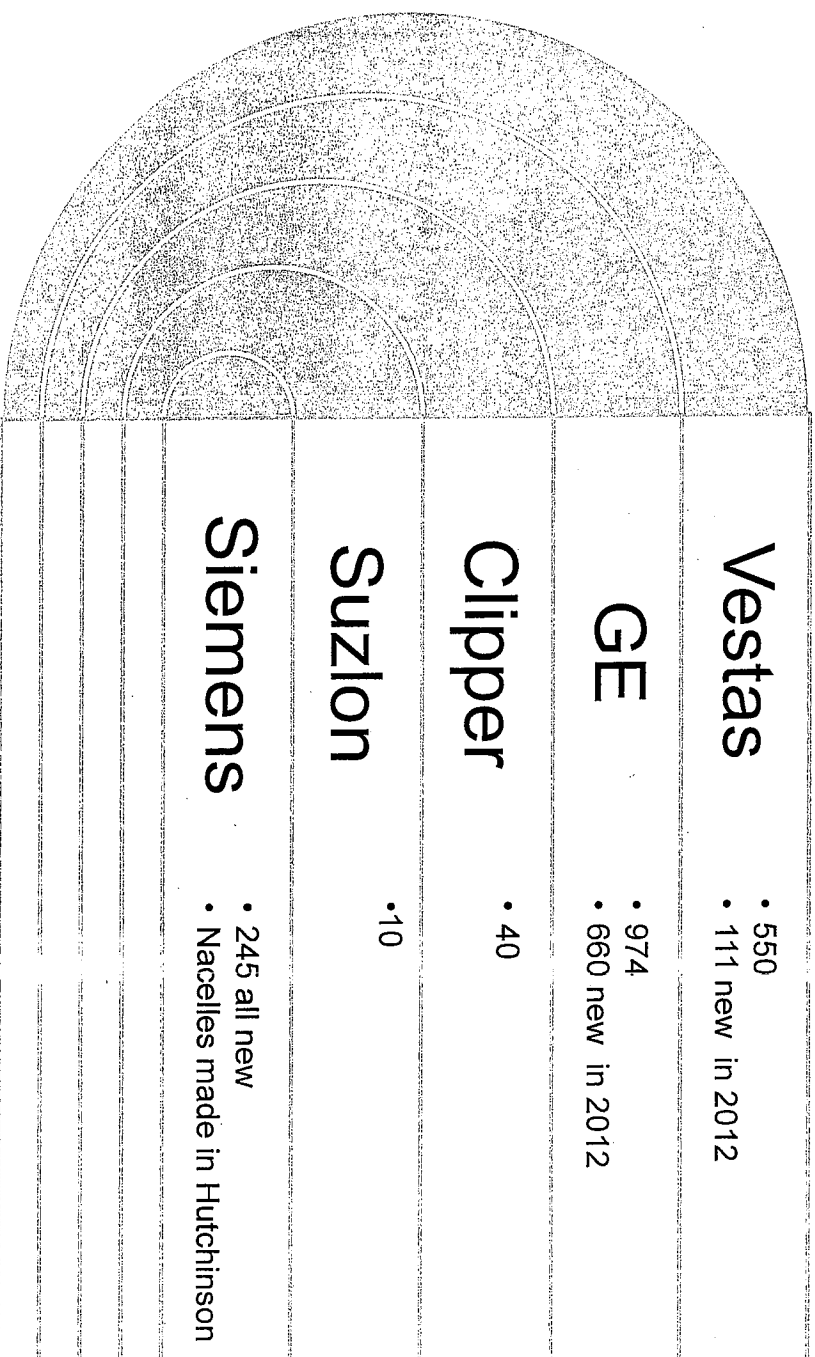 Vestas
• 550
• 111 new in 2012
GE
• 974
• 660 new in 2012
Clipper
• 40
Suzlon
•10
Siemens
• 245 all new
• Nacelles made in Hutchinson